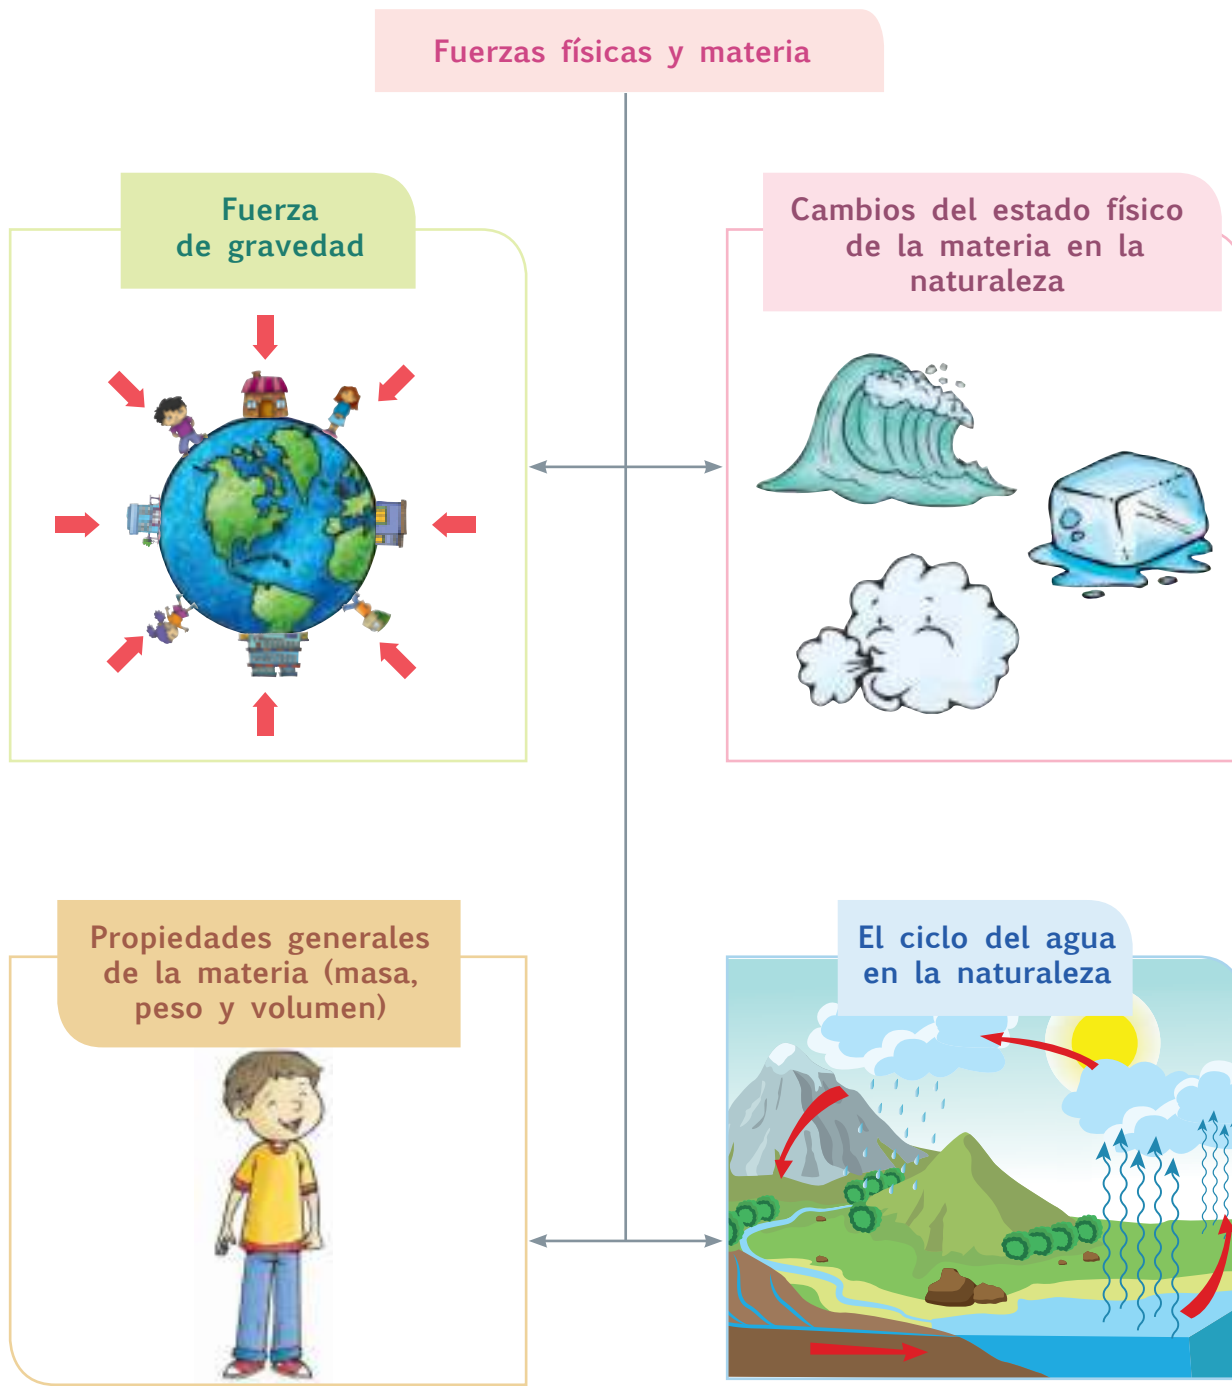 Fuerzas físicas y materia
Fuerza
de gravedad
Cambios del estado físico
de la materia en la
naturaleza
Propiedades generales
de la materia (masa,
peso y volumen)
El ciclo del agua
en la naturaleza